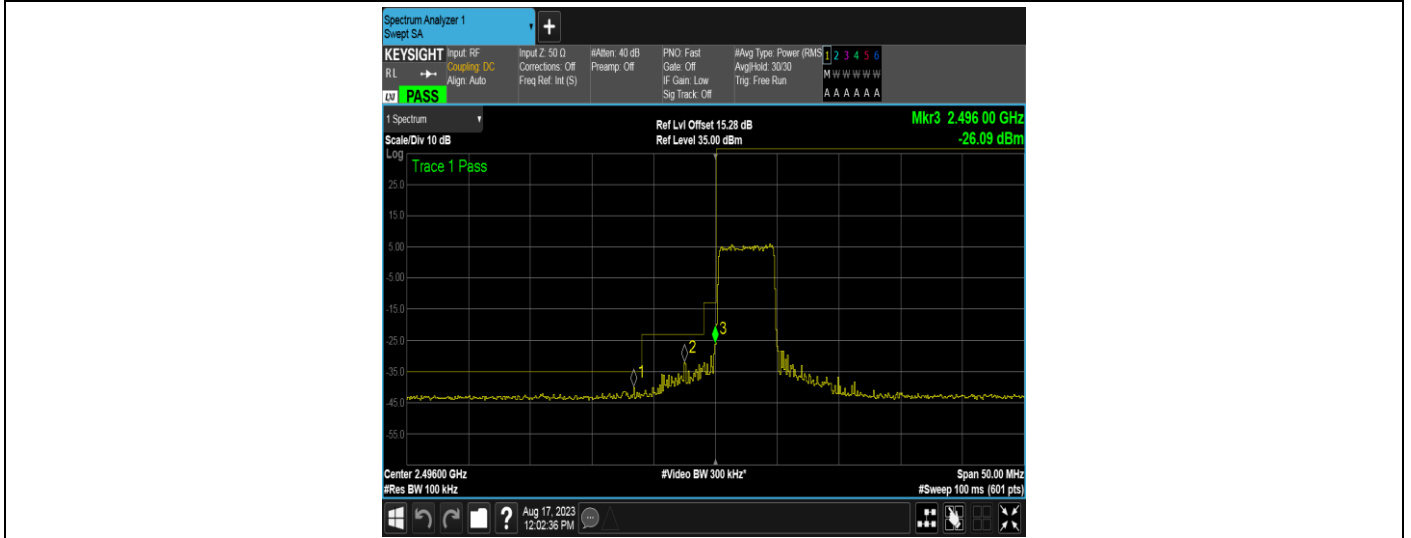 Spectrum Analyzer 1
Swept SA
+
KEYSIGHT
RL
LXI PASS
Input: RF
Coupling: DC
Align: Auto
Input Z: 50 Ω
Corrections: Off
Freq Ref: Int (S)
#Atten: 40 dB
Preamp: Off
PNO: Fast
Gate: Off
IF Gain: Low
Sig Track: Off
#Avg Type: Power (RMS
Avg|Hold: 30/30
Trig: Free Run
1 2 3 4 5 6
M W W W W W
A A A A A A
1 Spectrum
Scale/Div 10 dB
Ref Lvl Offset 15.28 dB
Ref Level 35.00 dBm
Mkr3 2.496 00 GHz
-26.09 dBm
Log
Trace 1 Pass
25.0
15.0
5.00
-5.00
-15.0
-25.0
-35.0
-45.0
-55.0
1
2
3
Center 2.49600 GHz
#Res BW 100 kHz
#Video BW 300 kHz*
Span 50.00 MHz
#Sweep 100 ms (601 pts)
?
Aug 17, 2023
12:02:36 PM